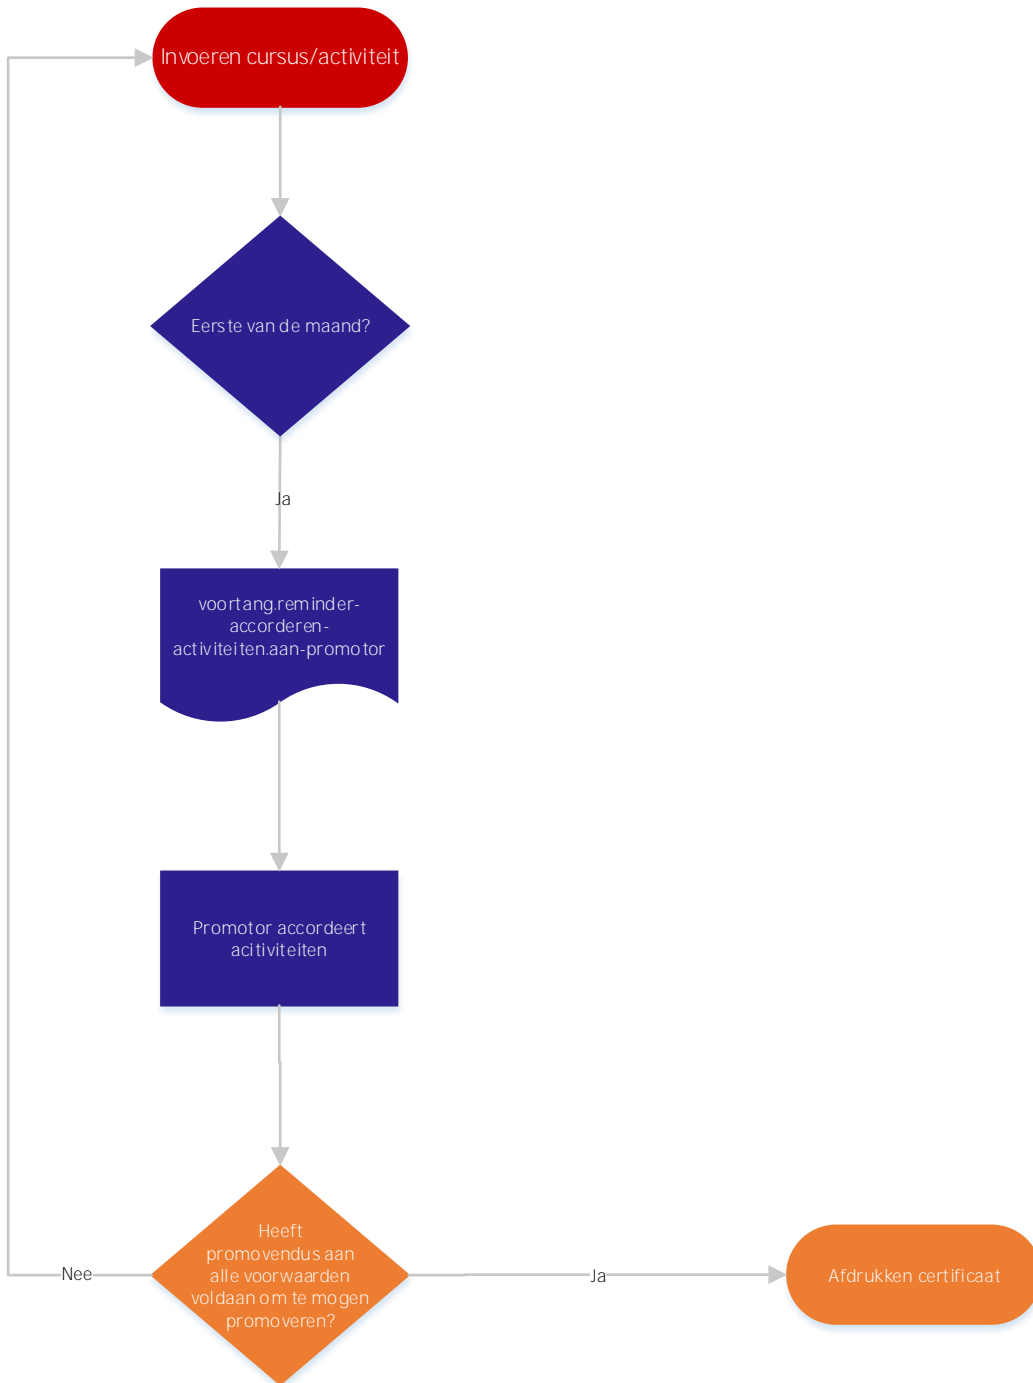 Invoeren cursus/activiteit
Eerste van de maand?
Ja
voortang.reminder-
accorderen-
activiteiten.aan-promotor
Promotor accordeert
acitiviteiten
Heeft
promovendus aan
alle voorwaarden
voldaan om te mogen
promoveren?
Nee
Ja
Afdrukken certificaat